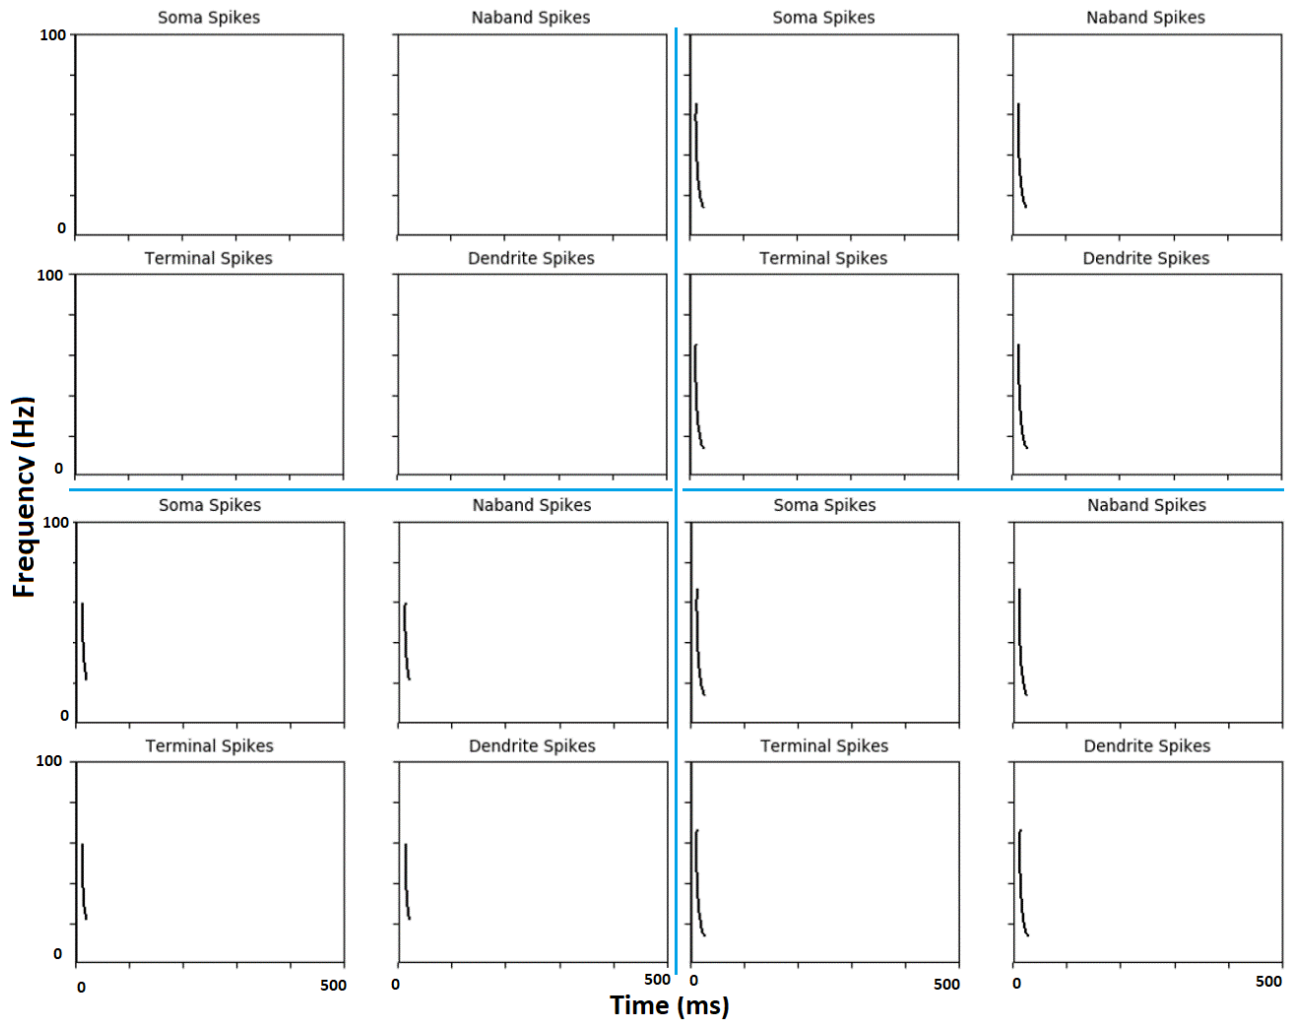 Soma Spikes Naband Spikes Soma Spikes Naband Spikes
100
0
Terminal Spikes Dendrite Spikes Terminal Spikes Dendrite Spikes
100
0
Soma Spikes Naband Spikes Soma Spikes Naband Spikes
100
0
Terminal Spikes Dendrite Spikes Terminal Spikes Dendrite Spikes
100
0
0 500 0 500 0 500 0 500
Frequency (Hz)
Time (ms)